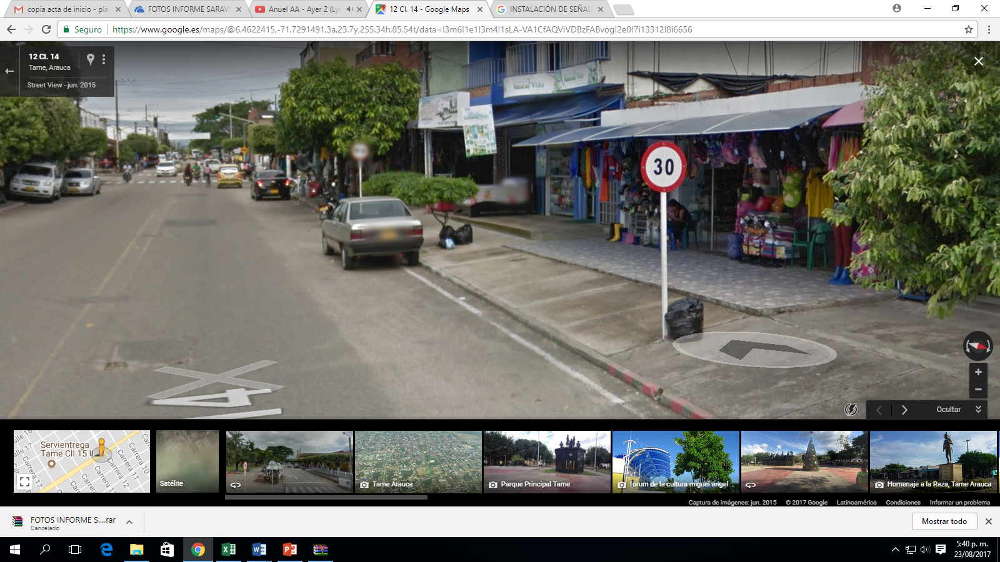 copia acta de inicio - pla
FOTOS INFORME SARAV
Anuel AA - Ayer 2 (Lyr
12 Cl. 14 - Google Maps
INSTALACIÓN DE SEÑAL
Seguro
https://www.google.es/maps/@6.4622415,-71.7291491,3a,23.7y,255.34h,85.54t/data=!3m6!1e1!3m4!1sLA-VA1CfAQViVDBzFABvog!2e0!7i13312!8i6656
12 Cl. 14
Tame, Arauca
Street View - jun. 2015
Natural Vida
30
Ocultar
Calle 17
Servientrega
Tame Cll 15 ll
Carrera 10
Carrera 12
Carrera 17
Satélite
Tame Arauca
Parque Principal Tame
forum de la cultura miguel angel ...
Homenaje a la Raza, Tame Arauca
Captura de imágenes: jun. 2015
© 2017 Google
Latinoamérica
Condiciones
Informar un problema
FOTOS INFORME S....rar
Cancelado
Mostrar todo
5:40 p. m.
23/08/2017